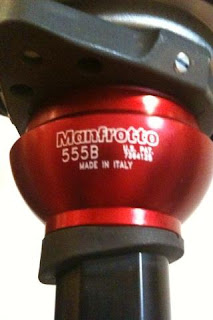 Manfrotto
555B U.S. PAT.
MADE IN ITALY